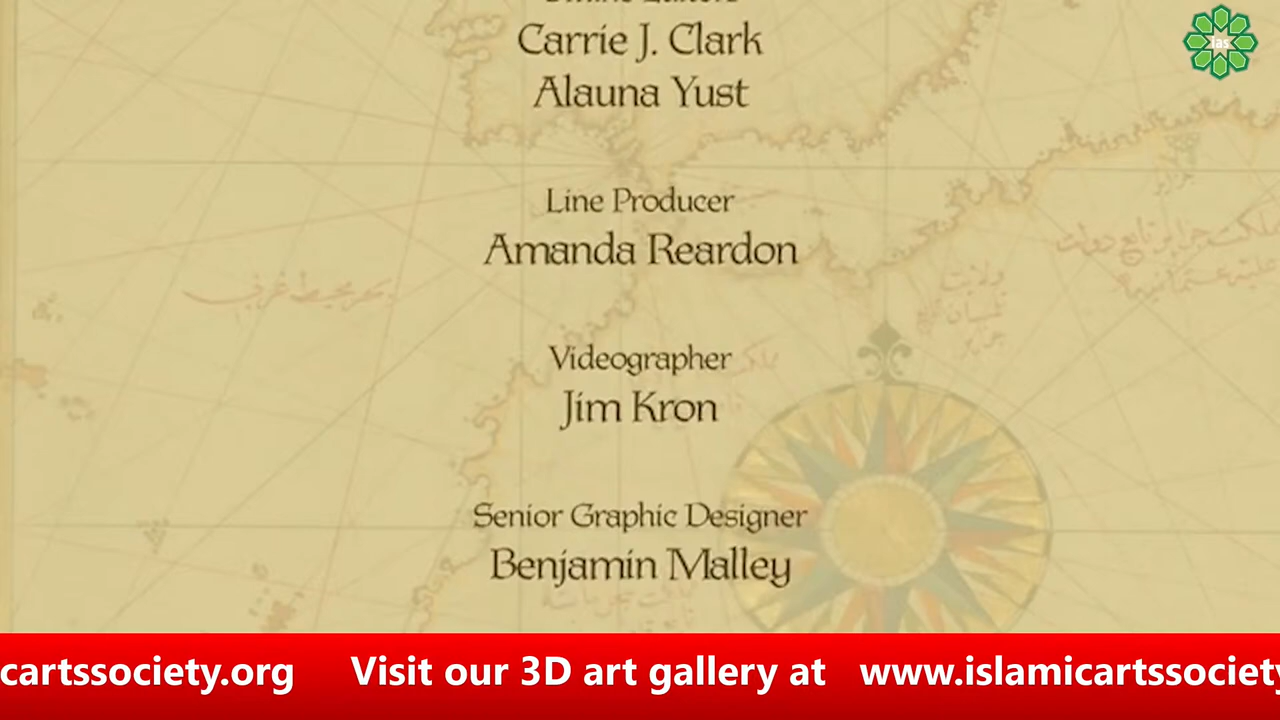 Carrie J. Clark
Alauna Yust
Line Producer
Amanda Reardon
Videographer
Jim Kron
Senior Graphic Designer
Benjamin Malley
ias
cartssociety.org Visit our 3D art gallery at www.islamicartssociety